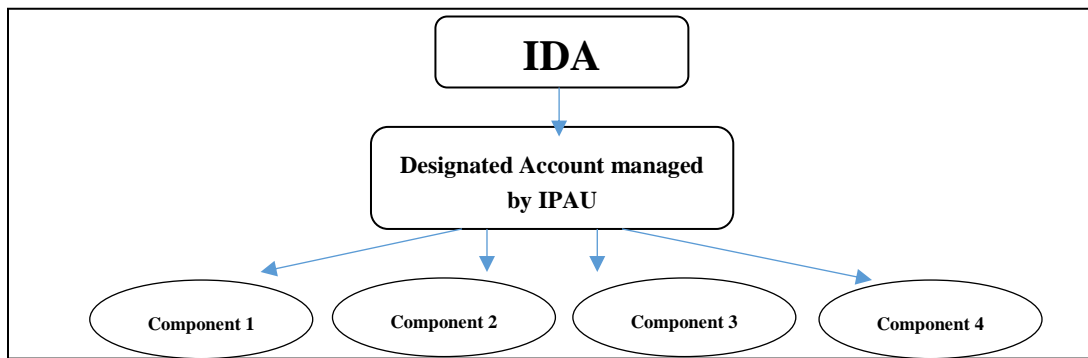 IDA
Designated Account managed
by IPAU
Component 1
Component 2
Component 3
Component 4